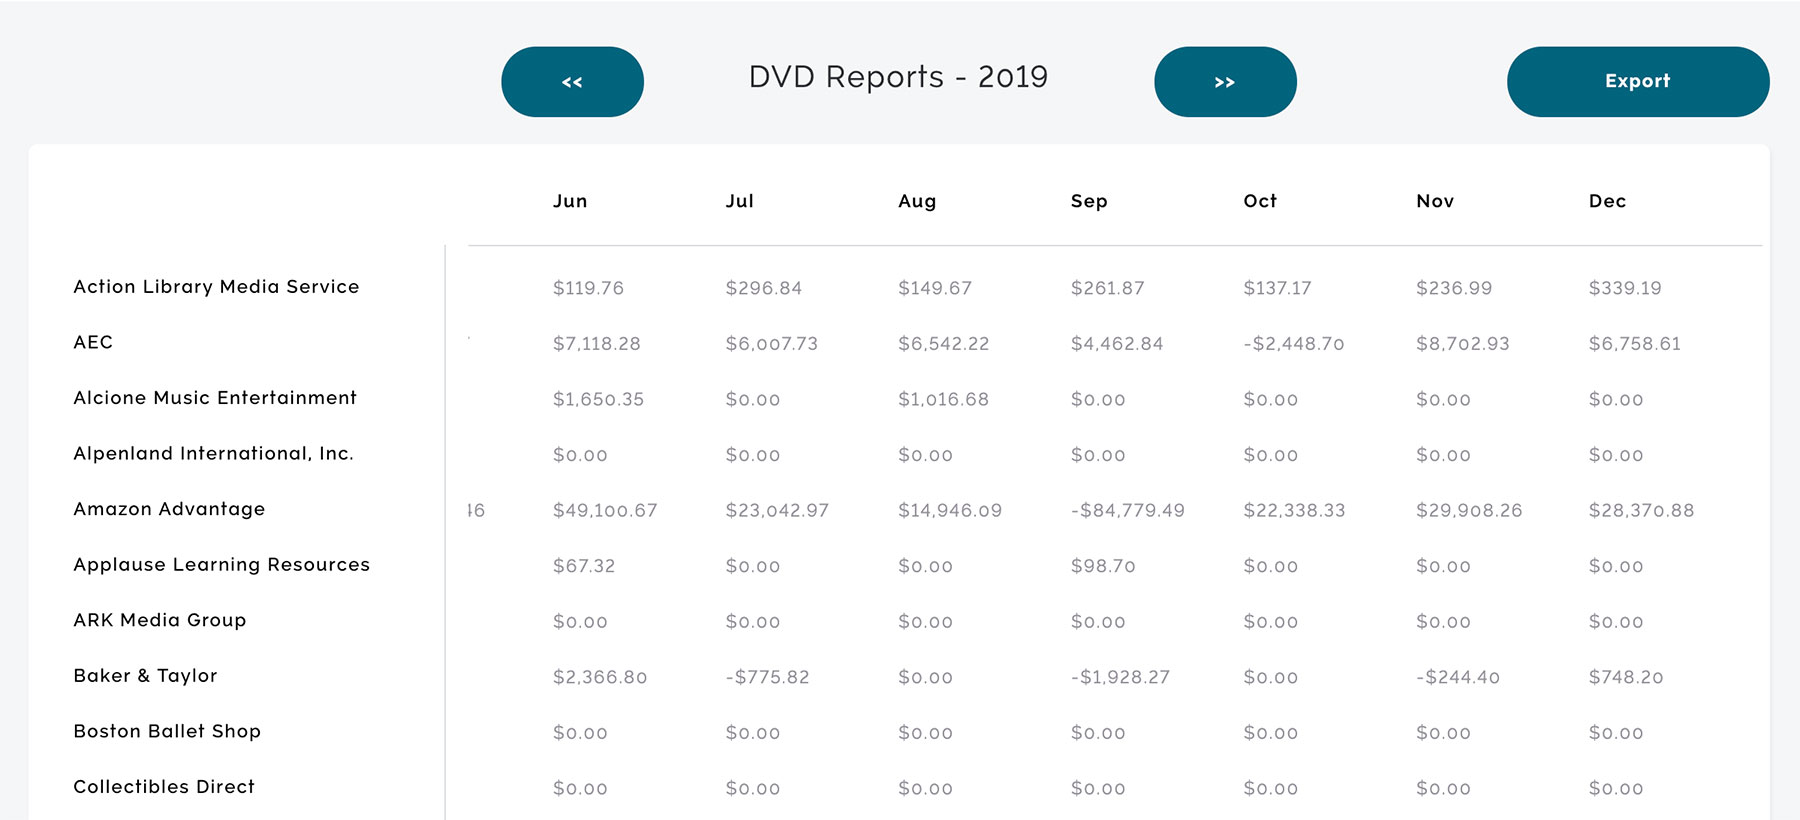 << DVD Reports - 2019 >> Export
Jun Jul Aug Sep Oct Nov Dec
Action Library Media Service $119.76 $296.84 $149.67 $261.87 $137.17 $236.99 $339.19
AEC $7,118.28 $6,007.73 $6,542.22 $4,462.84 -$2,448.70 $8,702.93 $6,758.61
Alcione Music Entertainment $1,650.35 $0.00 $1,016.68 $0.00 $0.00 $0.00 $0.00
Alpenland International, Inc. $0.00 $0.00 $0.00 $0.00 $0.00 $0.00 $0.00
Amazon Advantage 46 $49,100.67 $23,042.97 $14,946.09 -$84,779.49 $22,338.33 $29,908.26 $28,370.88
Applause Learning Resources $67.32 $0.00 $0.00 $98.70 $0.00 $0.00 $0.00
ARK Media Group $0.00 $0.00 $0.00 $0.00 $0.00 $0.00 $0.00
Baker & Taylor $2,366.80 -$775.82 $0.00 -$1,928.27 $0.00 -$244.40 $748.20
Boston Ballet Shop $0.00 $0.00 $0.00 $0.00 $0.00 $0.00 $0.00
Collectibles Direct $0.00 $0.00 $0.00 $0.00 $0.00 $0.00 $0.00